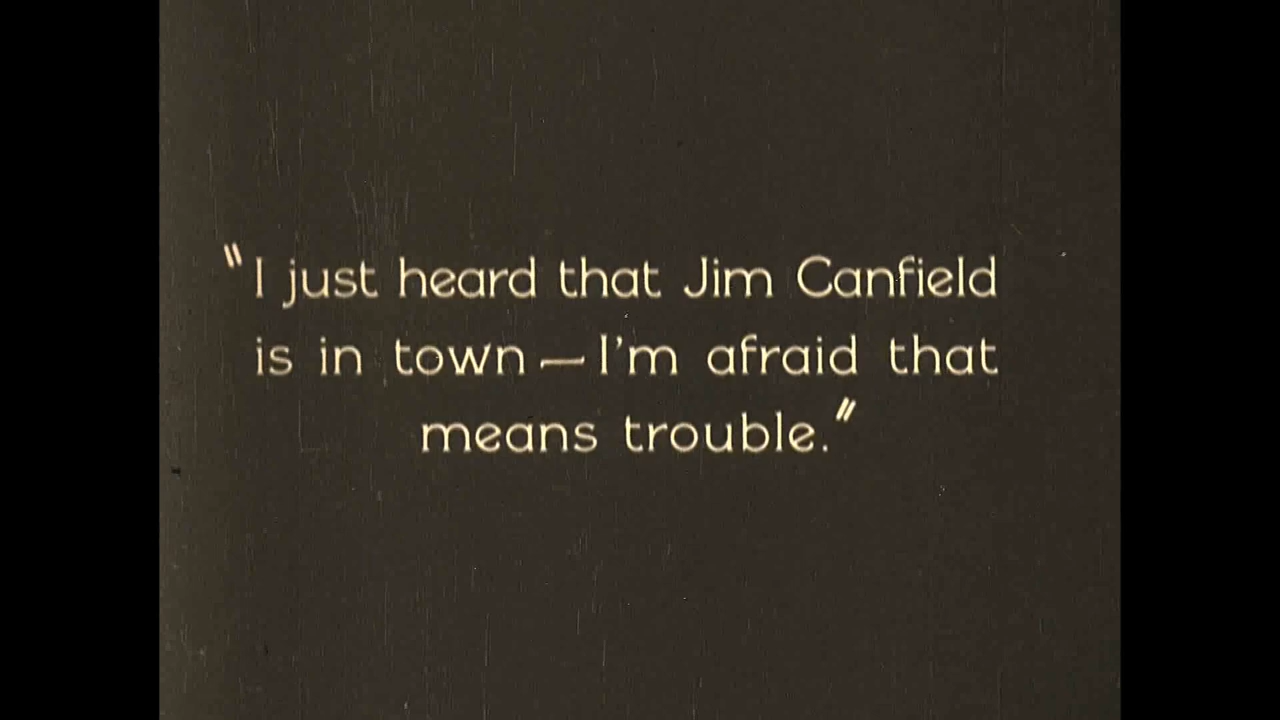 "I just heard that Jim Canfield
is in town — I'm afraid that
means trouble."